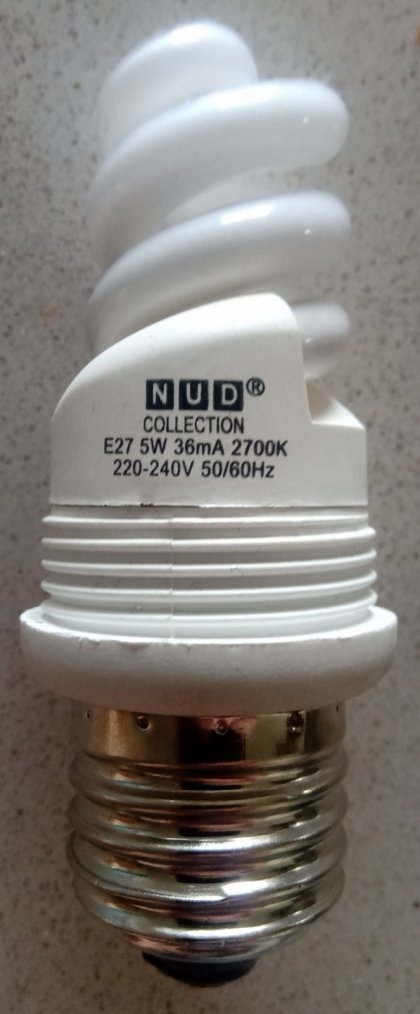 NUD®
COLLECTION
E27 5W 36mA 2700K
220-240V 50/60Hz